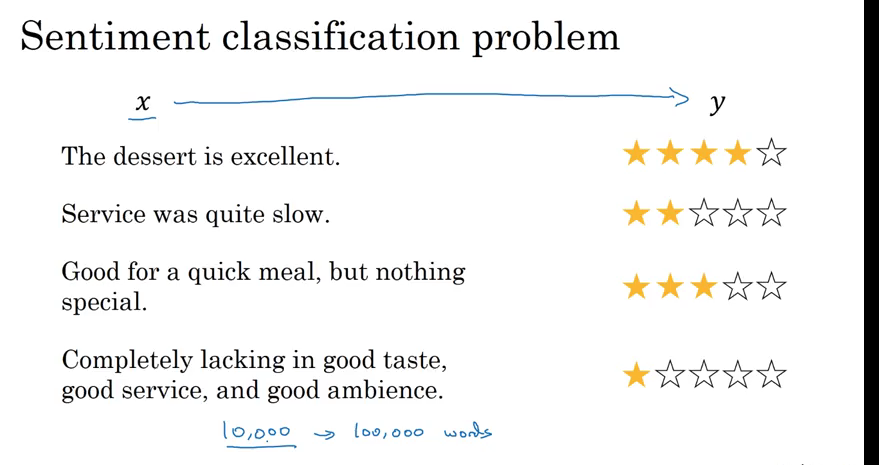 Sentiment classification problem
x y
The dessert is excellent.
Service was quite slow.
Good for a quick meal, but nothing
special.
Completely lacking in good taste,
good service, and good ambience.
10,000 → 100,000 words